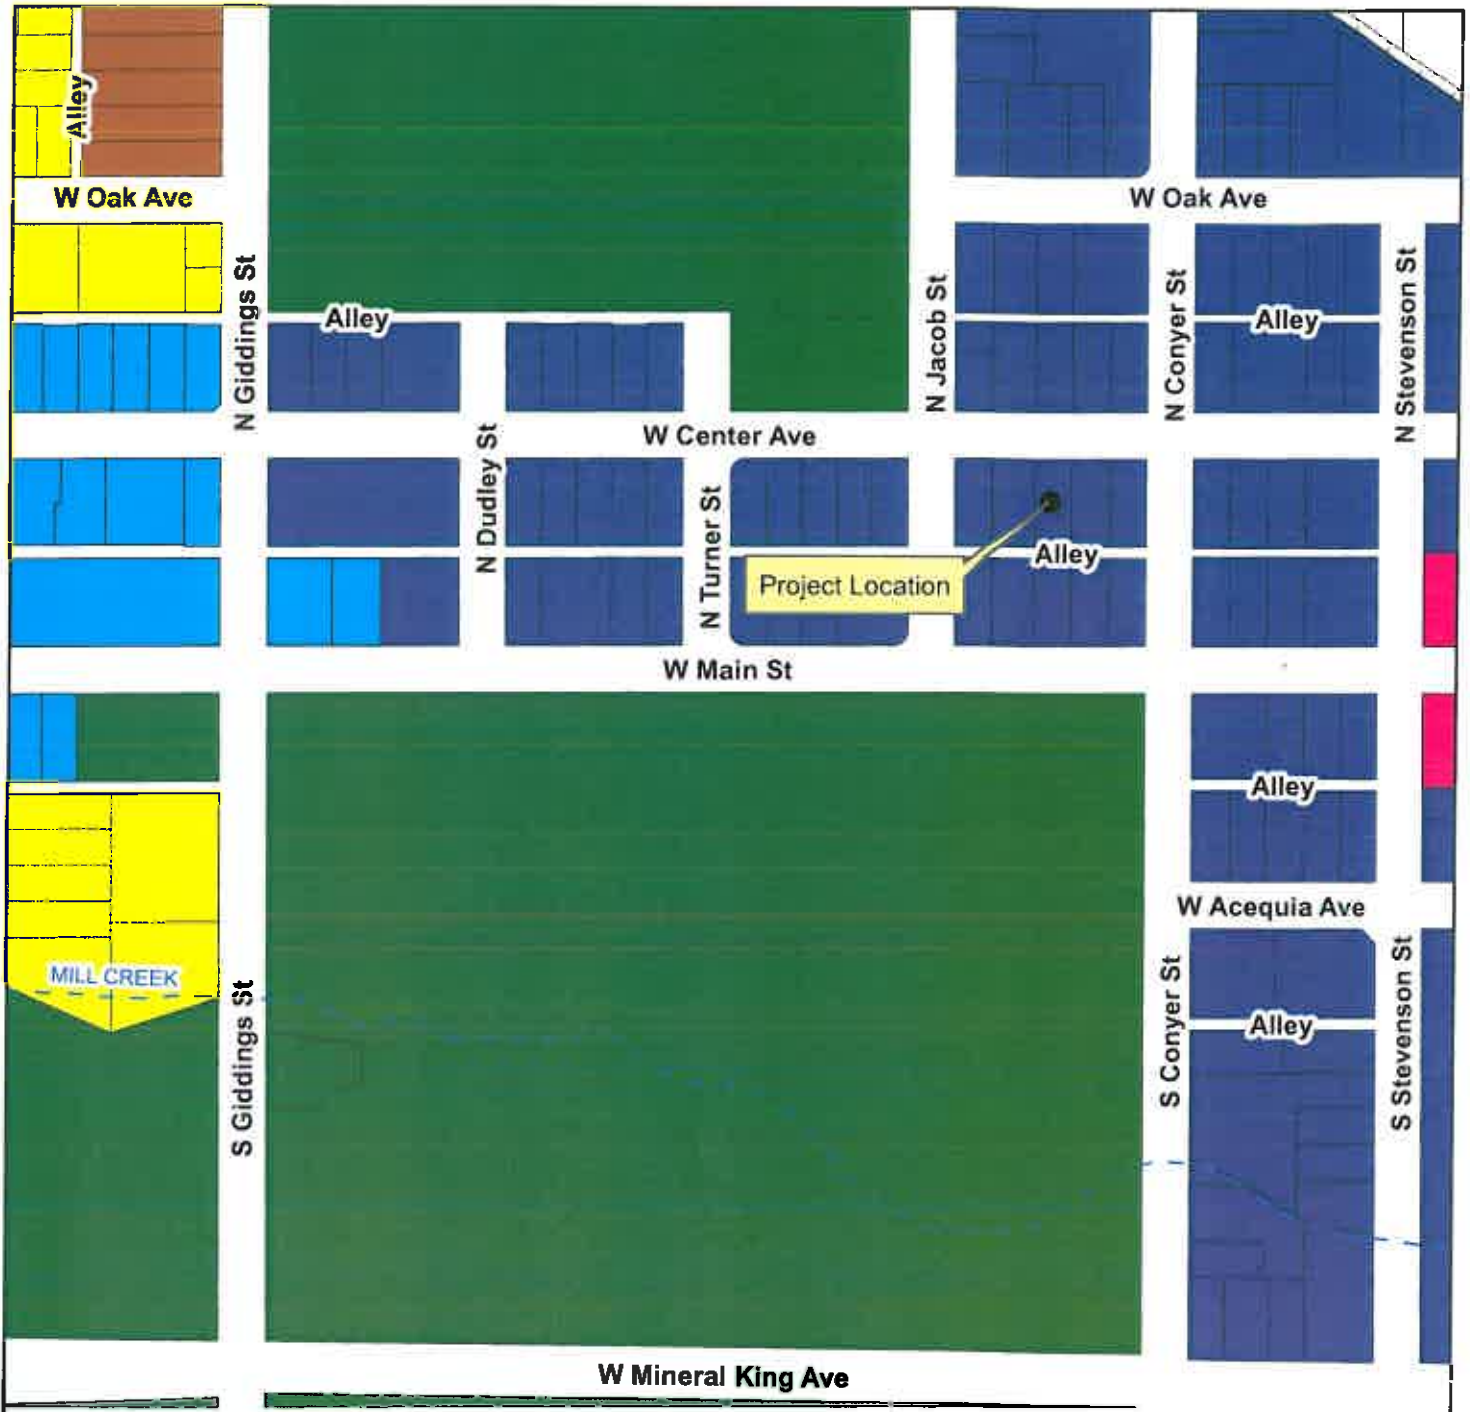 Alley
W Oak Ave
W Oak Ave
N Giddings St
Alley
N Jacob St
N Conyer St
Alley
N Stevenson St
W Center Ave
N Dudley St
N Turner St
Alley
Project Location
W Main St
Alley
W Acequia Ave
MILL CREEK
S Giddings St
S Conyer St
Alley
S Stevenson St
W Mineral King Ave